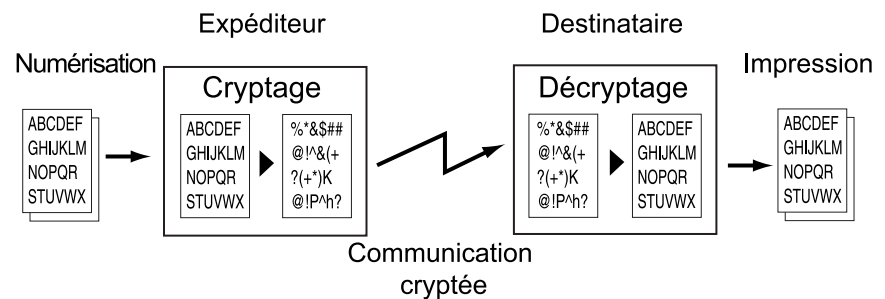 Expéditeur
Destinataire
Numérisation
Cryptage
Décryptage
Impression
ABCDEF
GHIJKLM
NOPQR
STUVWX
ABCDEF
GHIJKLM
NOPQR
STUVWX
%*&$##
@!^&(+
?(+*)K
@!P^h?
%*&$##
@!^&(+
?(+*)K
@!P^h?
ABCDEF
GHIJKLM
NOPQR
STUVWX
ABCDEF
GHIJKLM
NOPQR
STUVWX
Communication
cryptée